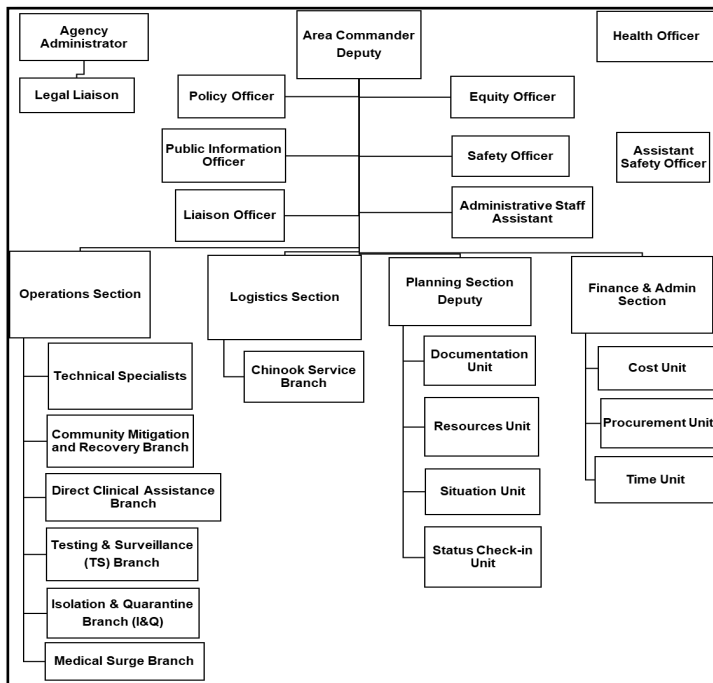 Agency
Administrator
Area Commander
Deputy
Health Officer
Legal Liaison
Policy Officer
Equity Officer
Public Information
Officer
Safety Officer
Assistant
Safety Officer
Liaison Officer
Administrative Staff
Assistant
Operations Section
Logistics Section
Planning Section
Deputy
Finance & Admin
Section
Technical Specialists
Community Mitigation
and Recovery Branch
Direct Clinical Assistance
Branch
Testing & Surveillance
(TS) Branch
Isolation & Quarantine
Branch (I&Q)
Medical Surge Branch
Chinook Service
Branch
Documentation
Unit
Resources Unit
Situation Unit
Status Check-in
Unit
Cost Unit
Procurement Unit
Time Unit